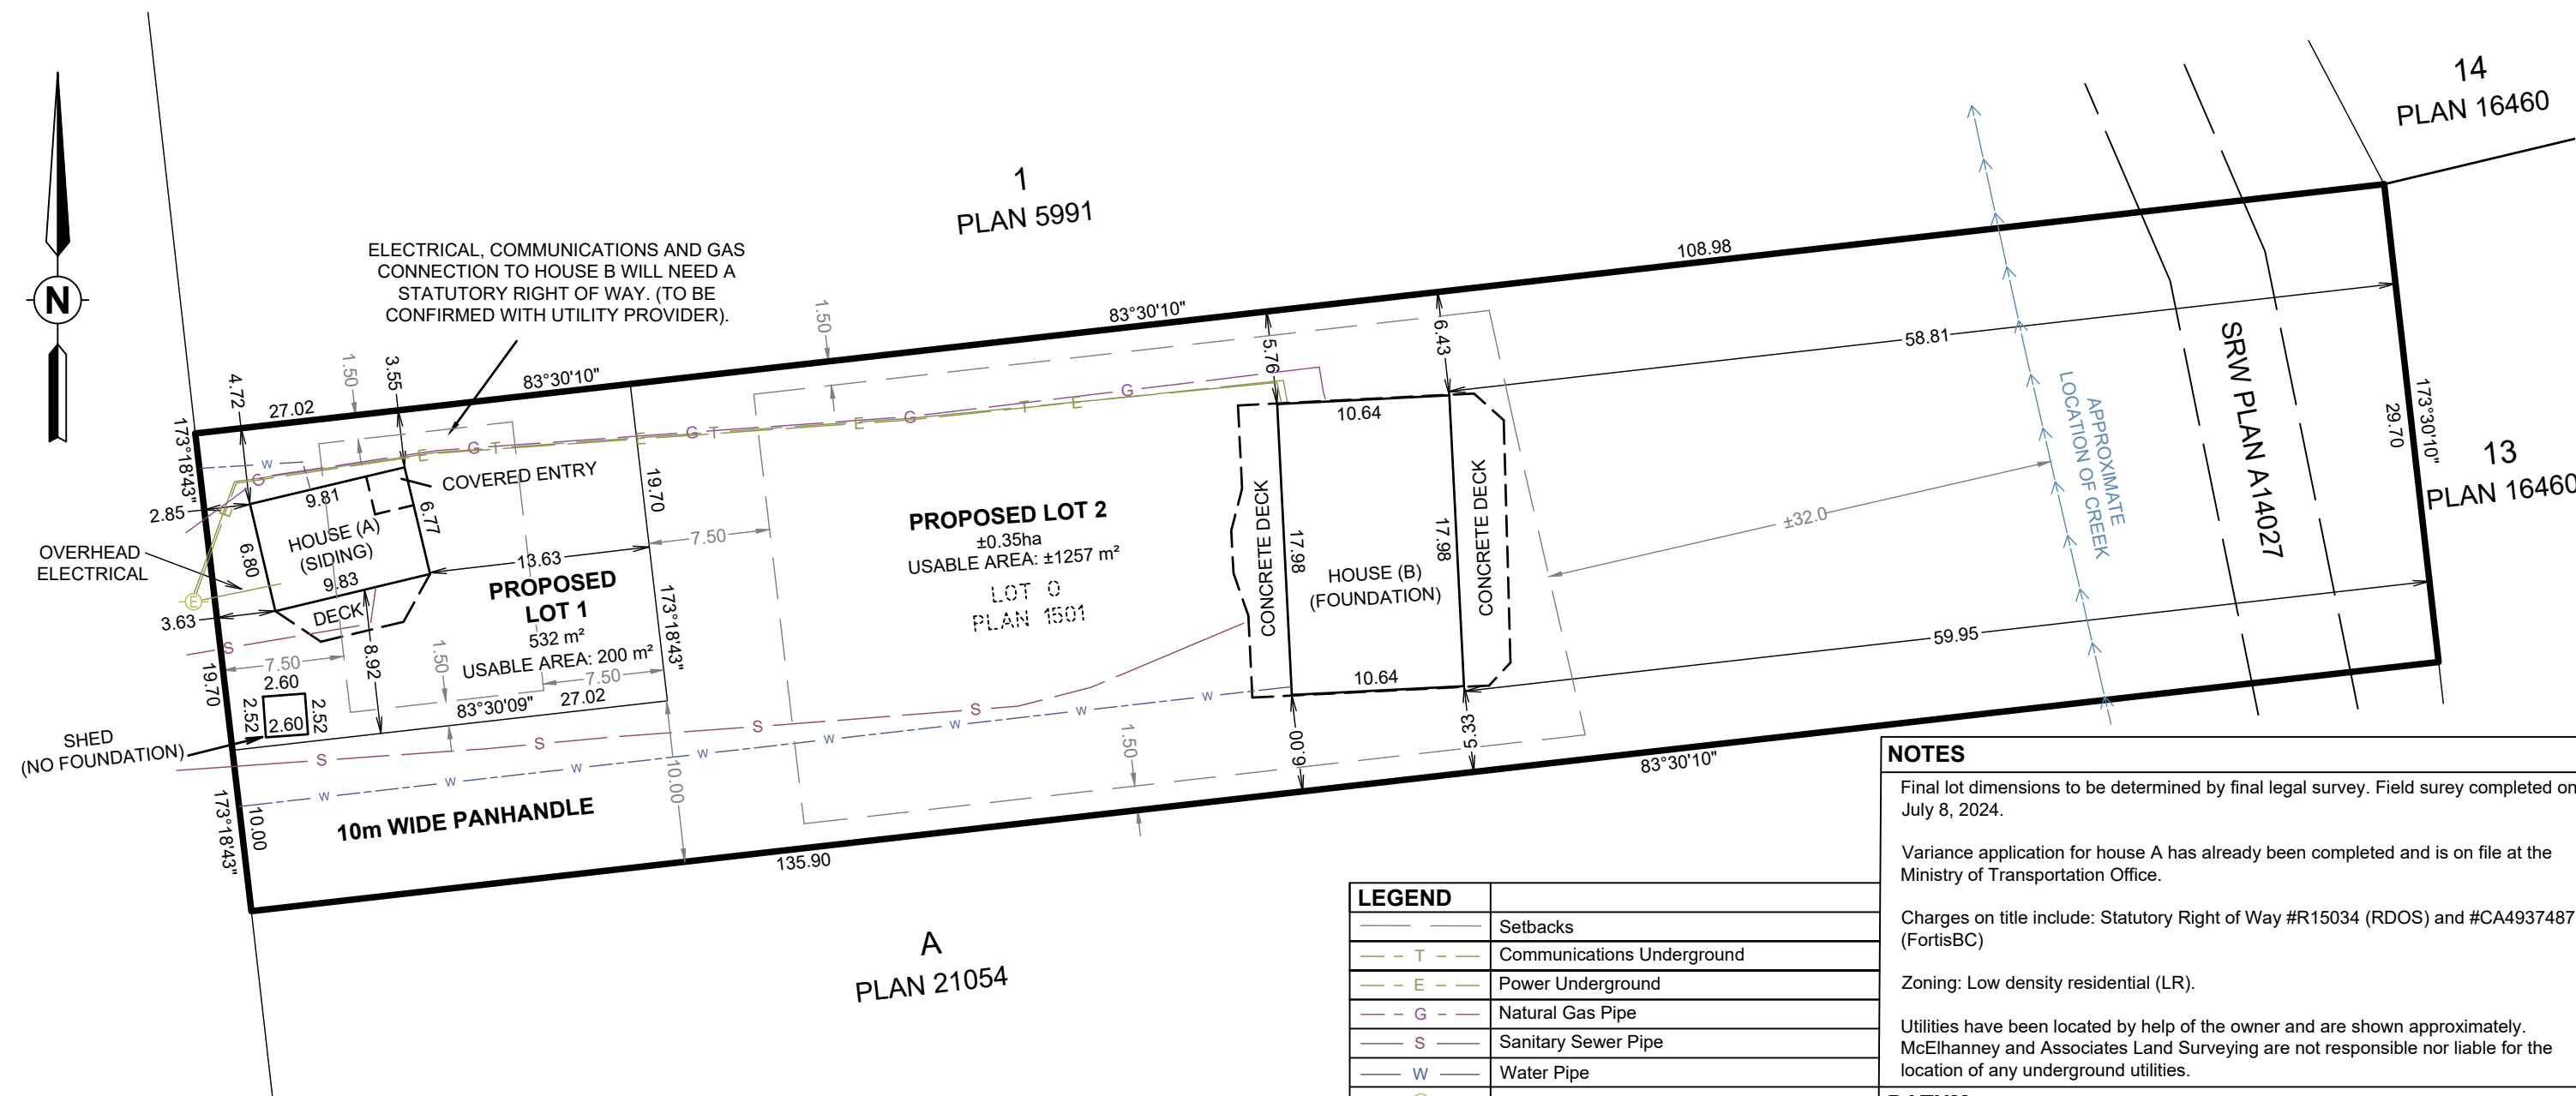 14
PLAN 16460
1
PLAN 5991
N
ELECTRICAL, COMMUNICATIONS AND GAS
CONNECTION TO HOUSE B WILL NEED A
STATUTORY RIGHT OF WAY. (TO BE
CONFIRMED WITH UTILITY PROVIDER).
108.98
83°30'10"
1.50
5.76
6.43
58.81
SRW PLAN A14027
APPROXIMATE
LOCATION OF CREEK
173°30'10"
29.70
13
PLAN 16460
4.72
27.02
1.50
3.55
83°30'10"
173°18'43"
W
G
E
G
T
E
G
T
E
G
T
E
G
COVERED ENTRY
2.85
9.81
6.77
19.70
E
HOUSE (A)
(SIDING)
6.80
9.83
13.63
7.50
OVERHEAD
ELECTRICAL
E
DECK
3.63
S
PROPOSED
LOT 1
532 m²
USABLE AREA: 200 m²
173°18'43"
7.50
8.92
1.50
7.50
19.70
2.60
2.52
2.52
2.60
83°30'09"
27.02
SHED
(NO FOUNDATION)
PROPOSED LOT 2
±0.35ha
USABLE AREA: ±1257 m²
LOT 0
PLAN 1501
CONCRETE DECK
10.64
17.98
17.98
HOUSE (B)
(FOUNDATION)
CONCRETE DECK
10.64
±32.0
59.95
S
S
S
S
W
W
W
W
W
W
W
W
10.00
1.50
6.00
5.33
83°30'10"
173°18'43"
10.00
10m WIDE PANHANDLE
135.90
A
PLAN 21054
LEGEND
Setbacks
T
Communications Underground
E
Power Underground
G
Natural Gas Pipe
S
Sanitary Sewer Pipe
W
Water Pipe
NOTES
Final lot dimensions to be determined by final legal survey. Field surey completed on
July 8, 2024.
Variance application for house A has already been completed and is on file at the
Ministry of Transportation Office.
Charges on title include: Statutory Right of Way #R15034 (RDOS) and #CA4937487
(FortisBC)
Zoning: Low density residential (LR).
Utilities have been located by help of the owner and are shown approximately.
McElhanney and Associates Land Surveying are not responsible nor liable for the
location of any underground utilities.